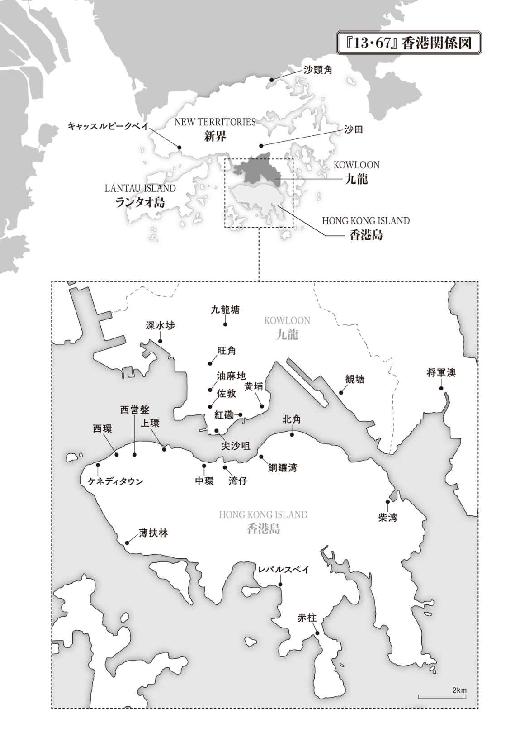 『13・67』香港関係図
沙頭角
NEW TERRITORIES
新界
キャッスルピークベイ
沙田
KOWLOON
九龍
LANTAU ISLAND
ランタオ島
HONG KONG ISLAND
香港島
九龍塘
KOWLOON
九龍
深水埗
旺角
油麻地
佐敦
黄埔
紅磡
尖沙咀
観塘
将軍澳
西営盤
上環
西環
北角
ケネディタウン
中環
湾仔
銅鑼湾
HONG KONG ISLAND
香港島
柴湾
薄扶林
レパルスベイ
赤柱
2km